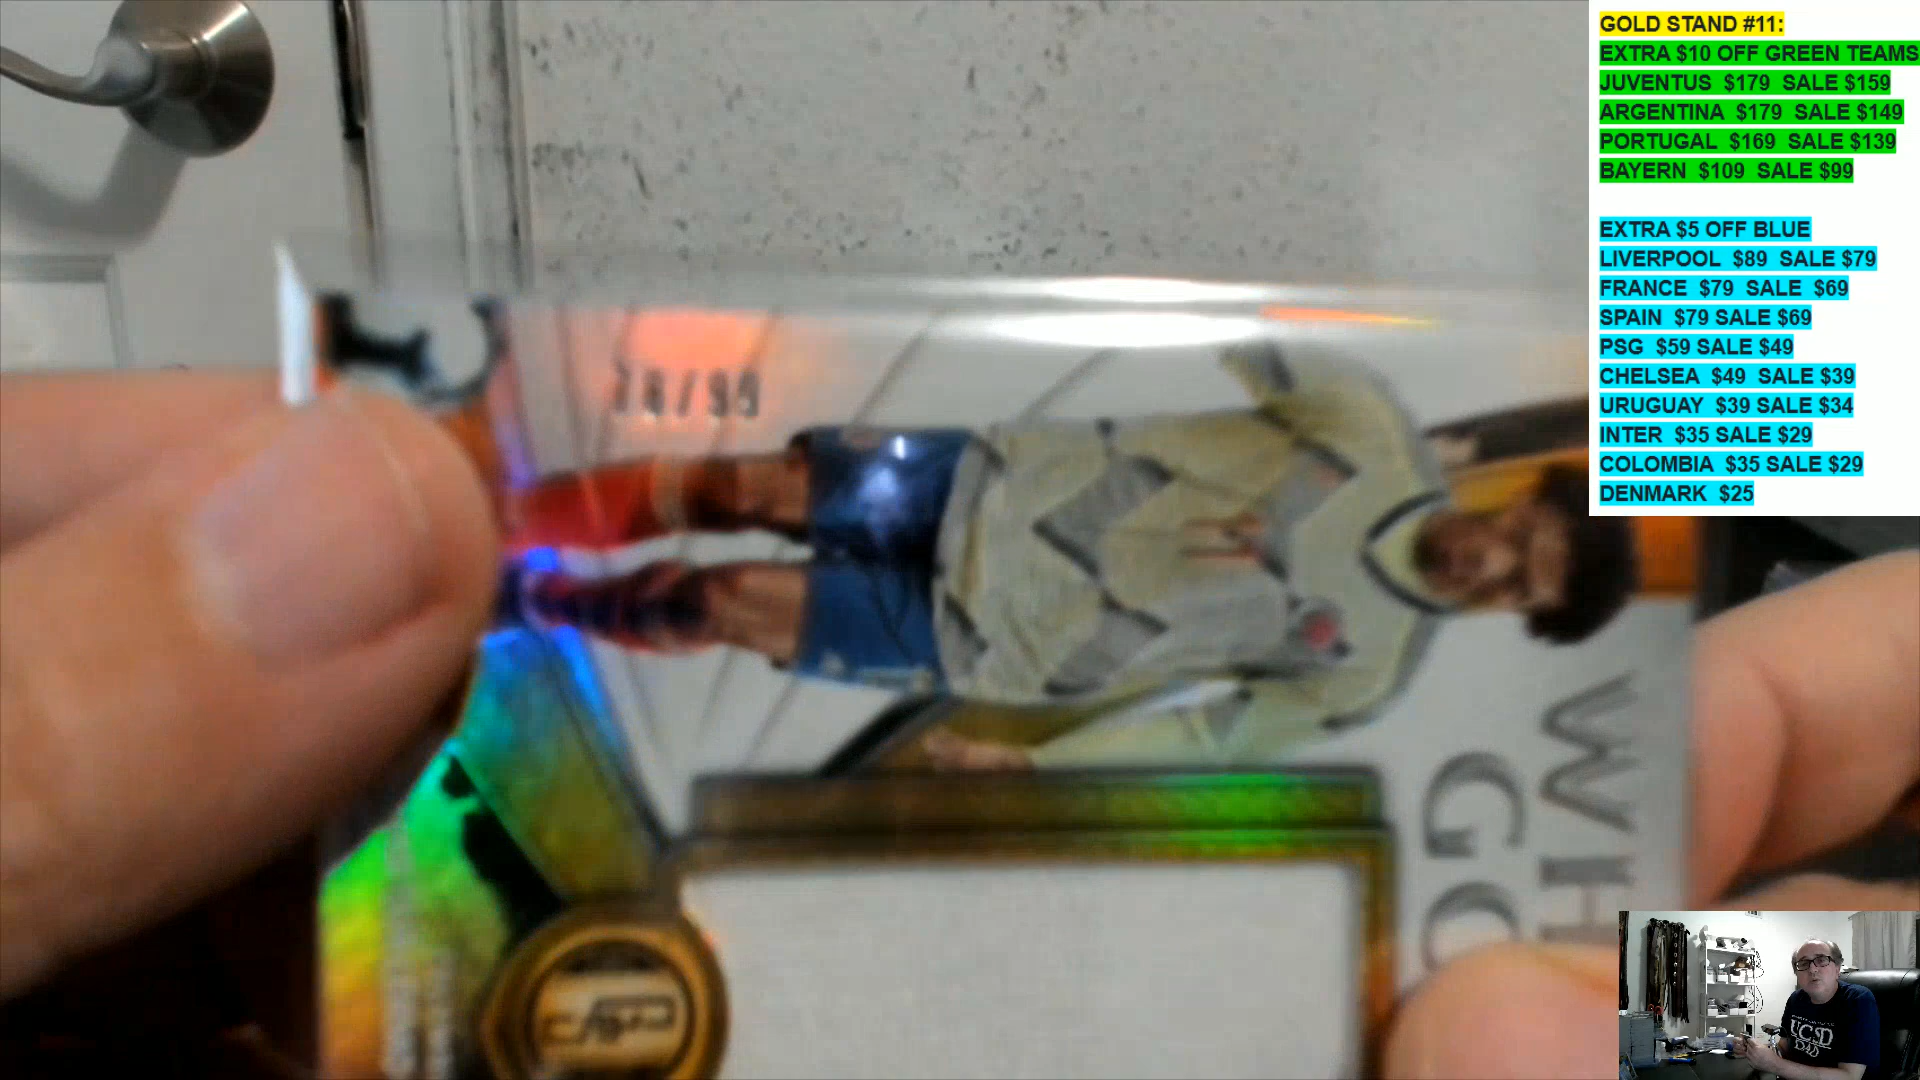 GOLD STAND #11:
EXTRA $10 OFF GREEN TEAMS
JUVENTUS $179 SALE $159
ARGENTINA $179 SALE $149
PORTUGAL $169 SALE $139
BAYERN $109 SALE $99
EXTRA $5 OFF BLUE
LIVERPOOL $89 SALE $79
FRANCE $79 SALE $69
SPAIN $79 SALE $69
PSG $59 SALE $49
CHELSEA $49 SALE $39
URUGUAY $39 SALE $34
INTER $35 SALE $29
COLOMBIA $35 SALE $29
DENMARK $25
UCSD
DAD